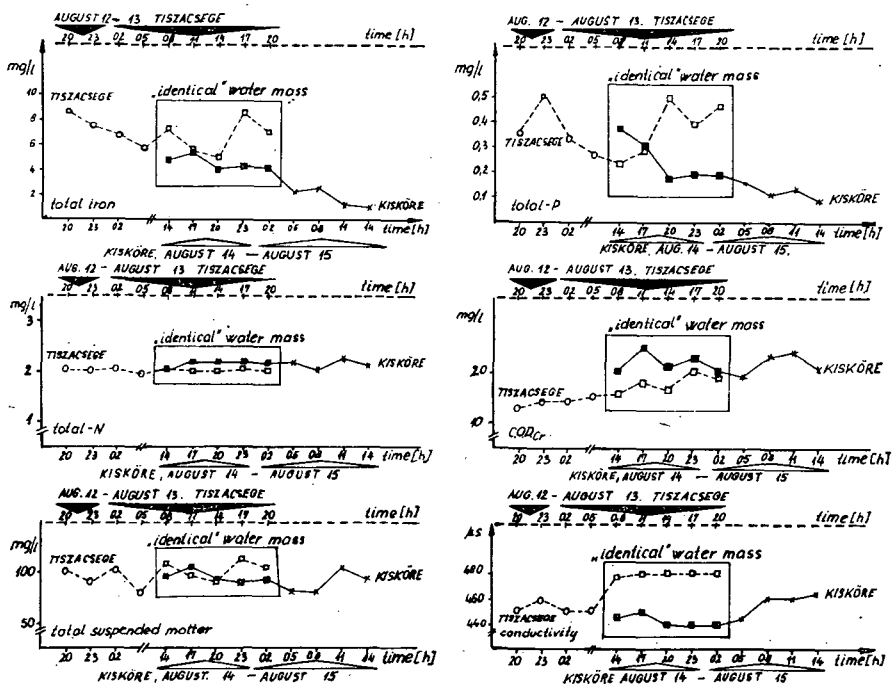 AUGUST 12- 13 TISZACSEGE
time [h]
20 23 02 05 08 11 14 17 20
mg/l
„identical" water mass
TISZACSEGE
10
8
6
4
2
total iron
KISKÖRE
20 23 02 14 17 20 23 02 05 08 11 14 time[h]
KISKÖRE, AUGUST 14 — AUGUST 15
AUG. 12 - AUGUST 13. TISZACSEGE
time [h]
20 23 02 05 08 11 14 17 20
mg/l
„identical" water mass
0,5
0,4
0,3
0,2
0,1
TISZACSEGE
total-P
KISKÖRE
20 23 02 05 14 17 20 23 02 05 08 11 14 time[h]
KISKÖRE, AUG. 14 — AUGUST 15.
AUG. 12 - AUGUST 13 TISZACSEGE
time[h]
20 23 02 05 08 11 14 17 20
mg/l
„identical" water mass
3
2
1
TISZACSEGE
KISKÖRE
total-N
20 23 02 05 14 17 20 23 02 05 08 11 14 time[h]
KISKÖRE, AUGUST 14 - AUGUST 15
AUG. 12 - AUGUST 13. TISZACSEGE
time[h]
20 23 02 05 08 11 14 17 20
mg/l
„identical" water mass
20
10
TISZACSEGE
KISKÖRE
CODCr
20 23 02 05 14 17 20 23 02 05 08 11 14 time[h]
KISKÖRE, AUGUST 14 — AUGUST 15
AUG. 12 - AUGUST 13. TISZACSEGE
time[h]
20 23 02 05 08 11 14 17 20
mg/l
„identical" water mass
TISZACSEGE
100
50
KISKÖRE
total suspended matter
20 23 02 14 17 20 23 02 05 08 11 14 time[h]
KISKÖRE, AUGUST. 14 — AUGUST 15
AUG.12 - AUGUST 13. TISZACSEGE
time[h]
20 23 02 05 08 11 14 17 20
µS
„identical" water mass
480
460
440
TISZACSEGE
KISKÖRE
conductivity
20 23 02 05 14 17 20 23 02 05 08 11 14 time[h]
KISKÖRE AUGUST 14 - AUGUST 15